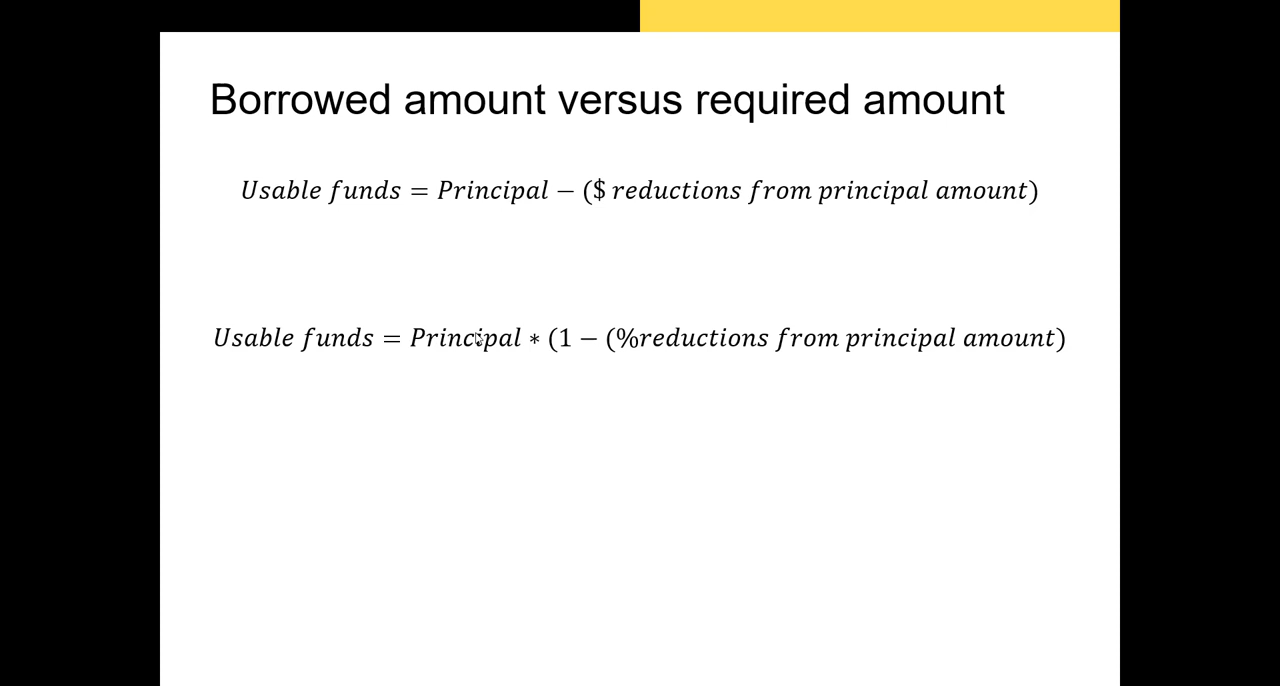 Borrowed amount versus required amount
Usable funds = Principal − ($ reductions from principal amount)
Usable funds = Principal ∗ (1 − (%reductions from principal amount)